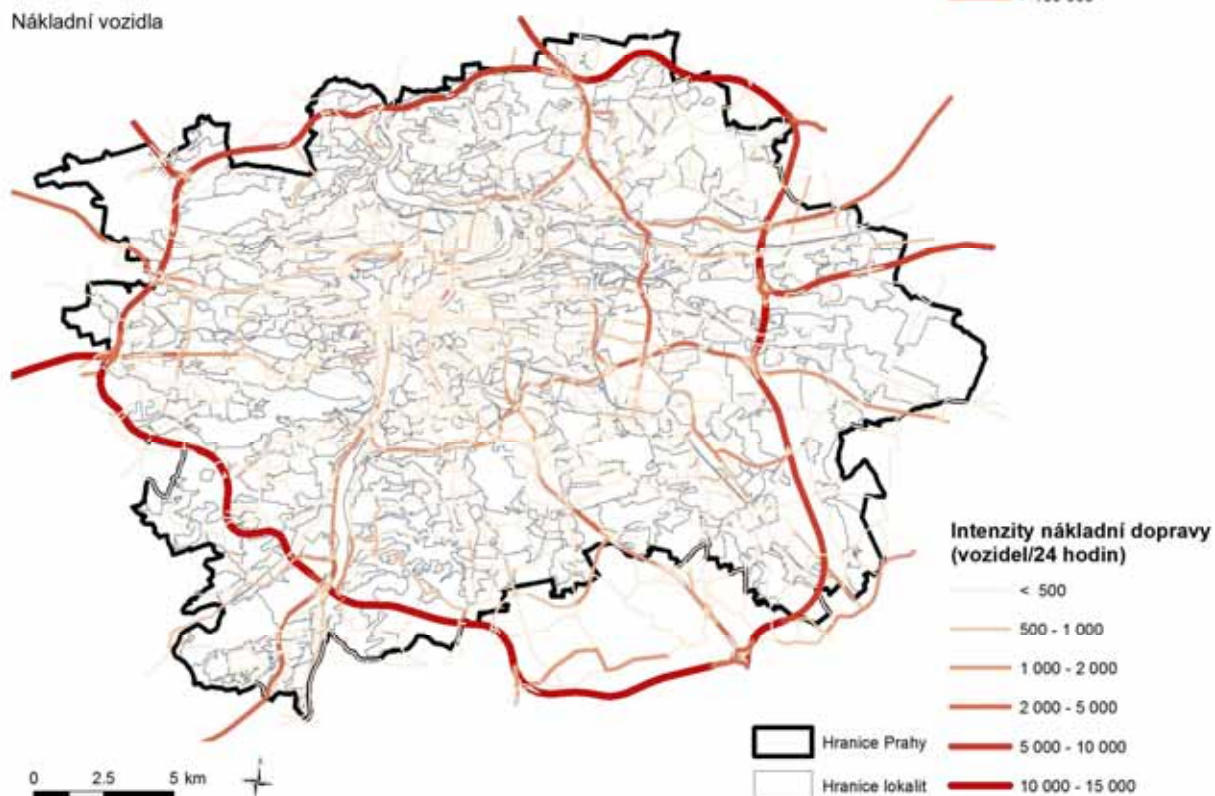 Nákladní vozidla
Intenzity nákladní dopravy
(vozidel/24 hodin)
< 500
500 - 1 000
1 000 - 2 000
2 000 - 5 000
5 000 - 10 000
10 000 - 15 000
Hranice Prahy
Hranice lokalit
0 2.5 5 km